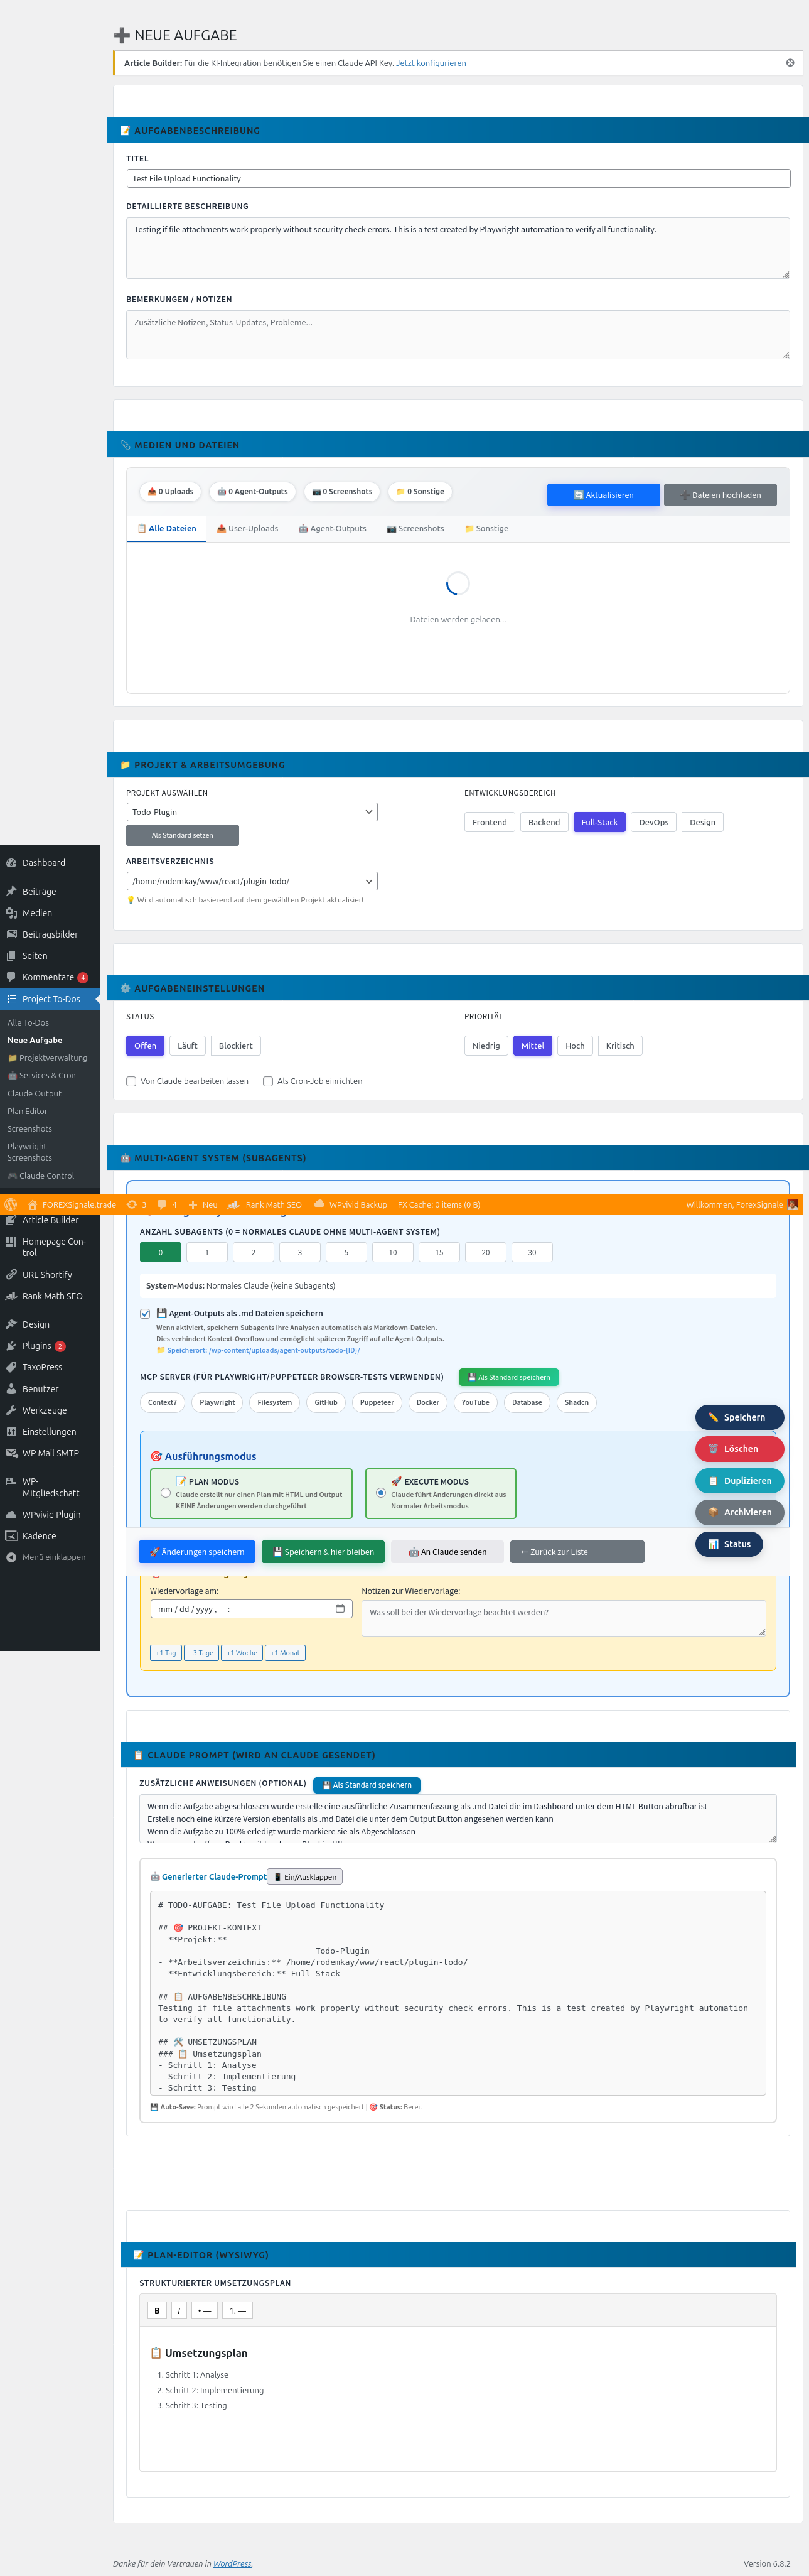 ➕ NEUE AUFGABE
Article Builder: Für die KI-Integration benötigen Sie einen Claude API Key. Jetzt konfigurieren
📝 AUFGABENBESCHREIBUNG
TITEL
Test File Upload Functionality
DETAILLIERTE BESCHREIBUNG
Testing if file attachments work properly without security check errors. This is a test created by Playwright automation to verify all functionality.
BEMERKUNGEN / NOTIZEN
Zusätzliche Notizen, Status-Updates, Probleme...
📎 MEDIEN UND DATEIEN
📤 0 Uploads 🤖 0 Agent-Outputs 📷 0 Screenshots 📁 0 Sonstige
🔄 Aktualisieren ➕ Dateien hochladen
📋 Alle Dateien 📤 User-Uploads 🤖 Agent-Outputs 📷 Screenshots 📁 Sonstige
Dateien werden geladen...
📁 PROJEKT & ARBEITSUMGEBUNG
PROJEKT AUSWÄHLEN
Todo-Plugin
Als Standard setzen
ARBEITSVERZEICHNIS
/home/rodemkay/www/react/plugin-todo/
💡 Wird automatisch basierend auf dem gewählten Projekt aktualisiert
ENTWICKLUNGSBEREICH
Frontend Backend Full-Stack DevOps Design
⚙️ AUFGABENEINSTELLUNGEN
STATUS
Offen Läuft Blockiert
PRIORITÄT
Niedrig Mittel Hoch Kritisch
Von Claude bearbeiten lassen Als Cron-Job einrichten
Dashboard
Beiträge
Medien
Beitragsbilder
Seiten
Kommentare 4
Project To-Dos
Alle To-Dos
Neue Aufgabe
📁 Projektverwaltung
🤖 Services & Cron
Claude Output
Plan Editor
Screenshots
Playwright
Screenshots
🎮 Claude Control
Article Builder
Homepage Con-
trol
URL Shortify
Rank Math SEO
Design
Plugins 2
TaxoPress
Benutzer
Werkzeuge
Einstellungen
WP Mail SMTP
WP-
Mitgliedschaft
WPvivid Plugin
Kadence
Menü einklappen
🤖 MULTI-AGENT SYSTEM (SUBAGENTS)
FOREXSignale.trade 3 4 Neu Rank Math SEO WPvivid Backup FX Cache: 0 items (0 B) Willkommen, ForexSignale
ANZAHL SUBAGENTS (0 = NORMALES CLAUDE OHNE MULTI-AGENT SYSTEM)
0 1 2 3 5 10 15 20 30
System-Modus: Normales Claude (keine Subagents)
💾 Agent-Outputs als .md Dateien speichern
Wenn aktiviert, speichern Subagents ihre Analysen automatisch als Markdown-Dateien.
Dies verhindert Kontext-Overflow und ermöglicht späteren Zugriff auf alle Agent-Outputs.
📁 Speicherort: /wp-content/uploads/agent-outputs/todo-{ID}/
MCP SERVER (FÜR PLAYWRIGHT/PUPPETEER BROWSER-TESTS VERWENDEN) 💾 Als Standard speichern
Context7 Playwright Filesystem GitHub Puppeteer Docker YouTube Database Shadcn
🎯 Ausführungsmodus
📝 PLAN MODUS
Claude erstellt nur einen Plan mit HTML und Output
KEINE Änderungen werden durchgeführt
🚀 EXECUTE MODUS
Claude führt Änderungen direkt aus
Normaler Arbeitsmodus
✏️ Speichern
🗑️ Löschen
📋 Duplizieren
📦 Archivieren
📊 Status
🚀 Änderungen speichern 💾 Speichern & hier bleiben 🤖 An Claude senden ← Zurück zur Liste
Wiedervorlage am:
mm / dd / yyyy , -- : -- --
+1 Tag +3 Tage +1 Woche +1 Monat
Notizen zur Wiedervorlage:
Was soll bei der Wiedervorlage beachtet werden?
📋 CLAUDE PROMPT (WIRD AN CLAUDE GESENDET)
ZUSÄTZLICHE ANWEISUNGEN (OPTIONAL) 💾 Als Standard speichern
Wenn die Aufgabe abgeschlossen wurde erstelle eine ausführliche Zusammenfassung als .md Datei die im Dashboard unter dem HTML Button abrufbar ist
Erstelle noch eine kürzere Version ebenfalls als .md Datei die unter dem Output Button angesehen werden kann
Wenn die Aufgabe zu 100% erledigt wurde markiere sie als Abgeschlossen
🤖 Generierter Claude-Prompt 📱 Ein/Ausklappen
# TODO-AUFGABE: Test File Upload Functionality
## 🎯 PROJEKT-KONTEXT
- **Projekt:**
Todo-Plugin
- **Arbeitsverzeichnis:** /home/rodemkay/www/react/plugin-todo/
- **Entwicklungsbereich:** Full-Stack
## 📋 AUFGABENBESCHREIBUNG
Testing if file attachments work properly without security check errors. This is a test created by Playwright automation
to verify all functionality.
## 🛠️ UMSETZUNGSPLAN
### 📋 Umsetzungsplan
- Schritt 1: Analyse
- Schritt 2: Implementierung
- Schritt 3: Testing
💾 Auto-Save: Prompt wird alle 2 Sekunden automatisch gespeichert | 🎯 Status: Bereit
📝 PLAN-EDITOR (WYSIWYG)
STRUKTURIERTER UMSETZUNGSPLAN
B I • — 1. —
📋 Umsetzungsplan
1. Schritt 1: Analyse
2. Schritt 2: Implementierung
3. Schritt 3: Testing
Danke für dein Vertrauen in WordPress.
Version 6.8.2